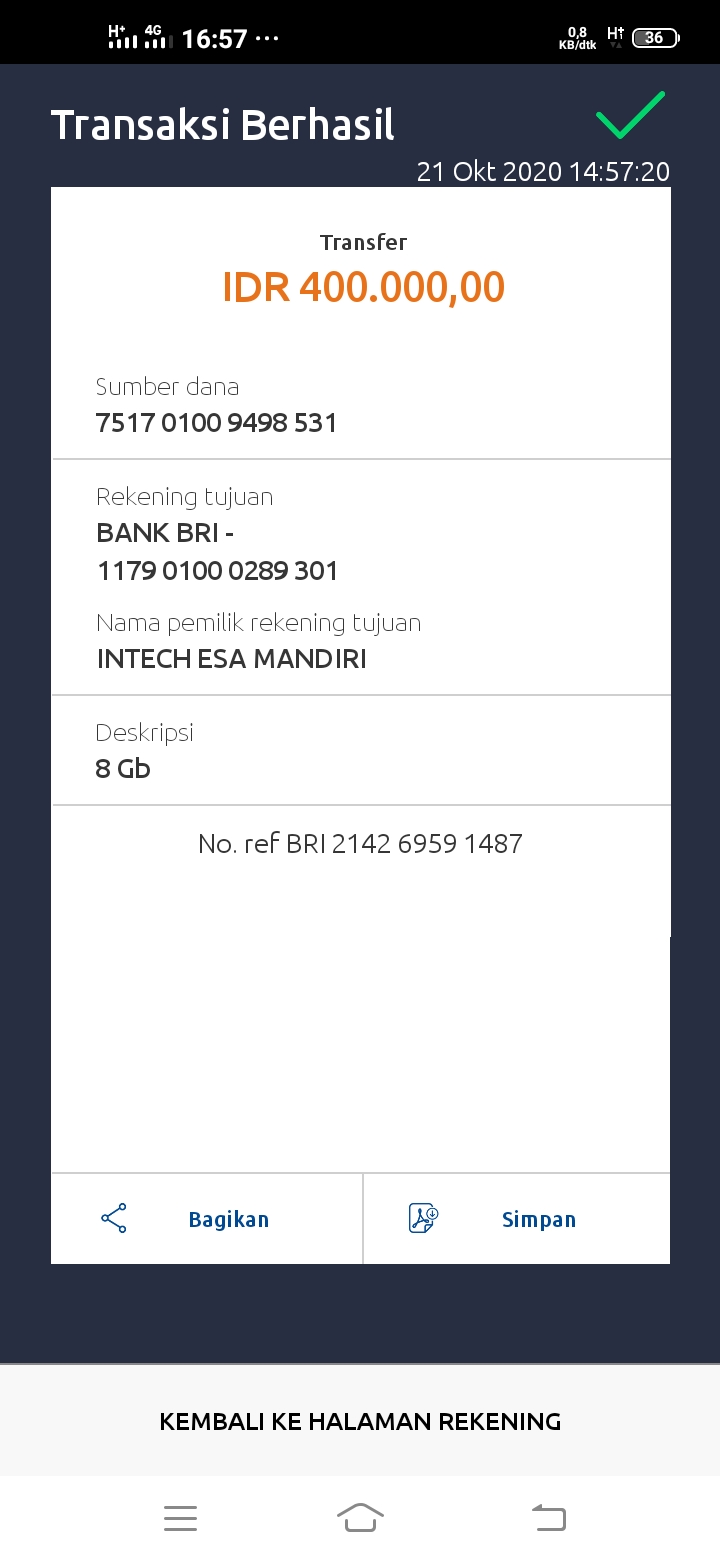 H+ 4G 16:57 ... 0,8 KB/dtk H+ 36
Transaksi Berhasil
21 Okt 2020 14:57:20
Transfer
IDR 400.000,00
Sumber dana
7517 0100 9498 531
Rekening tujuan
BANK BRI -
1179 0100 0289 301
Nama pemilik rekening tujuan
INTECH ESA MANDIRI
Deskripsi
8 Gb
No. ref BRI 2142 6959 1487
Bagikan Simpan
KEMBALI KE HALAMAN REKENING